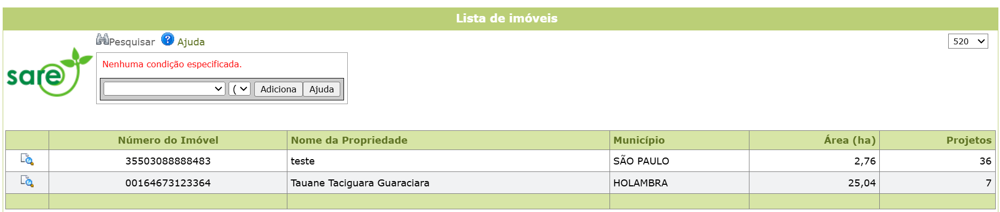 Lista de imóveis
Pesquisar ? Ajuda
520
sare
Nenhuma condição especificada.
( Adiciona Ajuda
Número do Imóvel Nome da Propriedade Município Área (ha) Projetos
35503088888483 teste SÃO PAULO 2,76 36
00164673123364 Tauane Taciguara Guaraciara HOLAMBRA 25,04 7